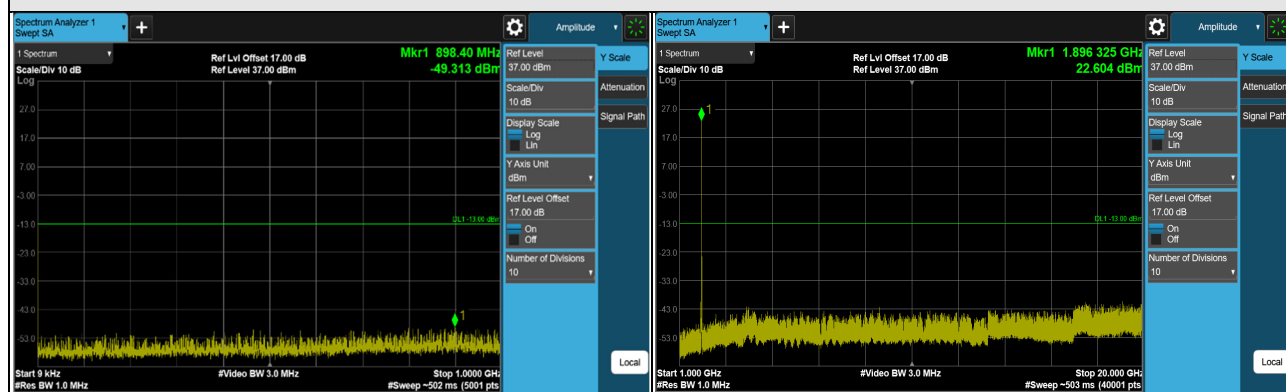 Spectrum Analyzer 1
Swept SA
+
Amplitude
1 Spectrum
Scale/Div 10 dB
Log
Ref Lvl Offset 17.00 dB
Ref Level 37.00 dBm
Mkr1 898.40 MHz
-49.313 dBm
27.0
17.0
7.00
-3.00
-13.0
-23.0
-33.0
-43.0
-53.0
DL1 -13.00 dBm
1
Start 9 kHz
#Res BW 1.0 MHz
#Video BW 3.0 MHz
Stop 1.0000 GHz
#Sweep ~502 ms (5001 pts
Ref Level
37.00 dBm
Scale/Div
10 dB
Display Scale
Log
Lin
Y Axis Unit
dBm
Ref Level Offset
17.00 dB
On
Off
Number of Divisions
10
Y Scale
Attenuation
Signal Path
Local
Spectrum Analyzer 1
Swept SA
+
Amplitude
1 Spectrum
Scale/Div 10 dB
Log
Ref Lvl Offset 17.00 dB
Ref Level 37.00 dBm
Mkr1 1.896 325 GHz
22.604 dBm
27.0
17.0
7.00
-3.00
-13.0
-23.0
-33.0
-43.0
-53.0
DL1 -13.00 dBm
1
Start 1.000 GHz
#Res BW 1.0 MHz
#Video BW 3.0 MHz
Stop 20.000 GHz
#Sweep ~503 ms (40001 pts
Ref Level
37.00 dBm
Scale/Div
10 dB
Display Scale
Log
Lin
Y Axis Unit
dBm
Ref Level Offset
17.00 dB
On
Off
Number of Divisions
10
Y Scale
Attenuation
Signal Path
Local